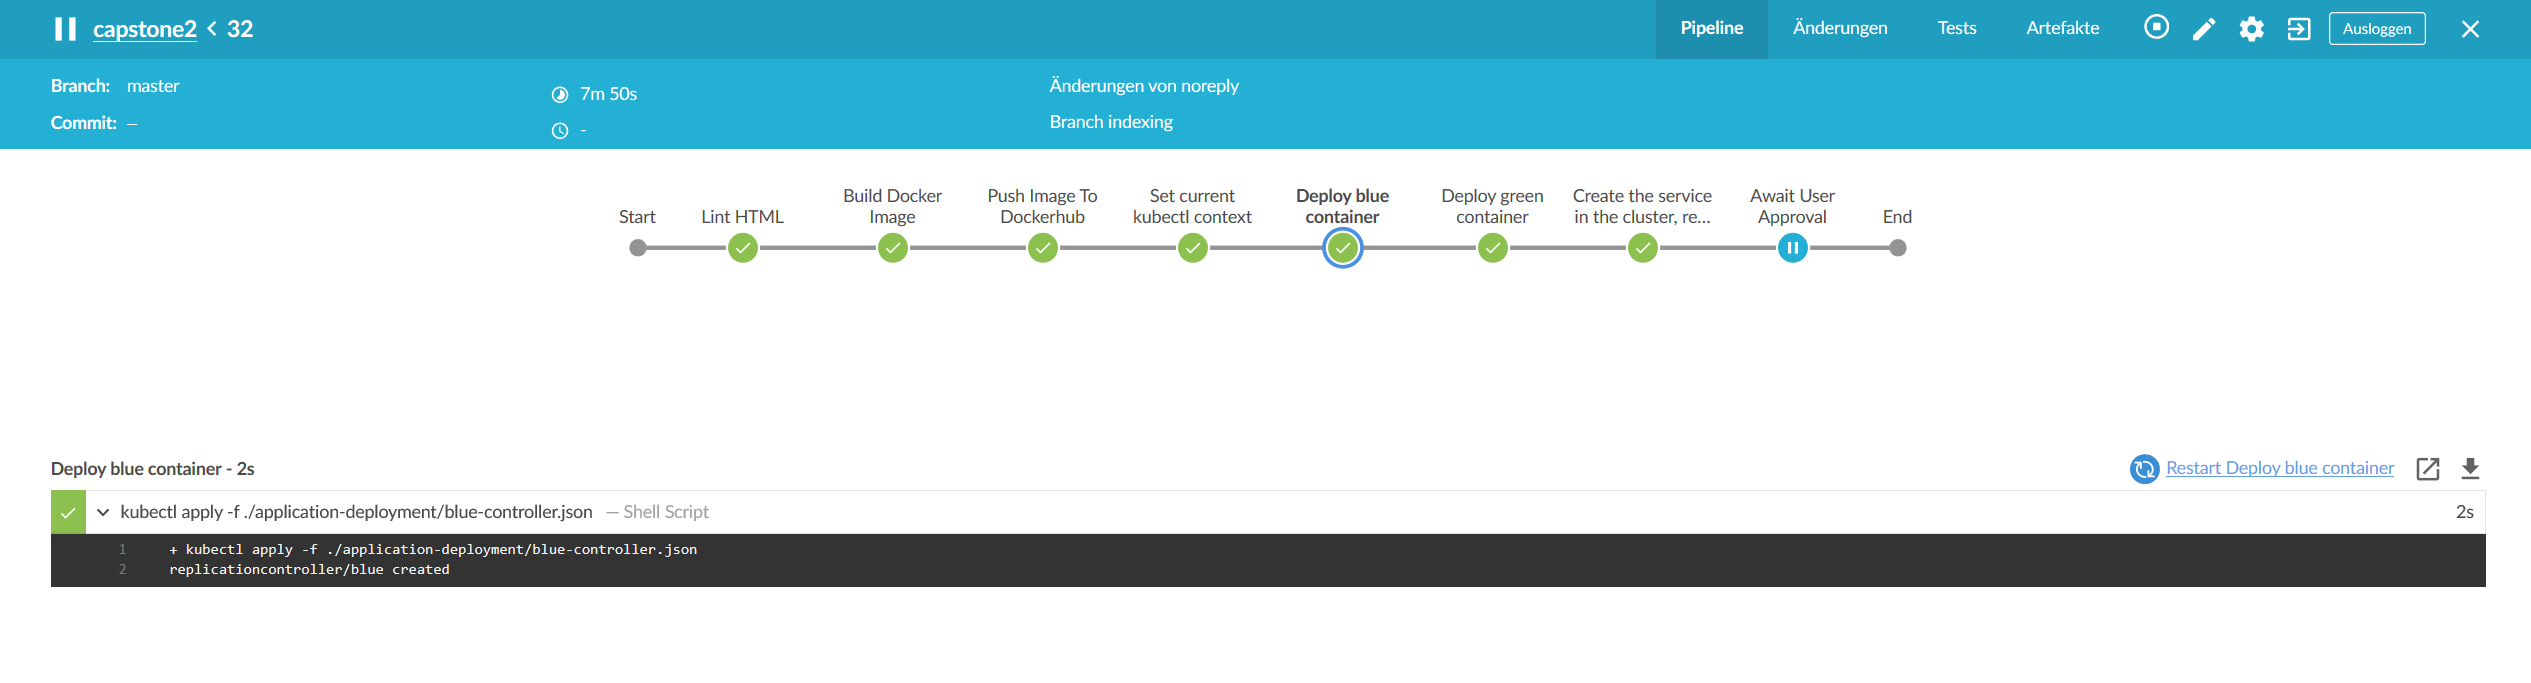 capstone2 < 32
Pipeline
Änderungen
Tests
Artefakte
Ausloggen
Branch: master
7m 50s
Änderungen von noreply
Commit: –
-
Branch indexing
Start
Lint HTML
Build Docker
Image
Push Image To
Dockerhub
Set current
kubectl context
Deploy blue
container
Deploy green
container
Create the service
in the cluster, re...
Await User
Approval
End
Deploy blue container - 2s
Restart Deploy blue container
kubectl apply -f ./application-deployment/blue-controller.json — Shell Script
2s
1 + kubectl apply -f ./application-deployment/blue-controller.json
2 replicationcontroller/blue created